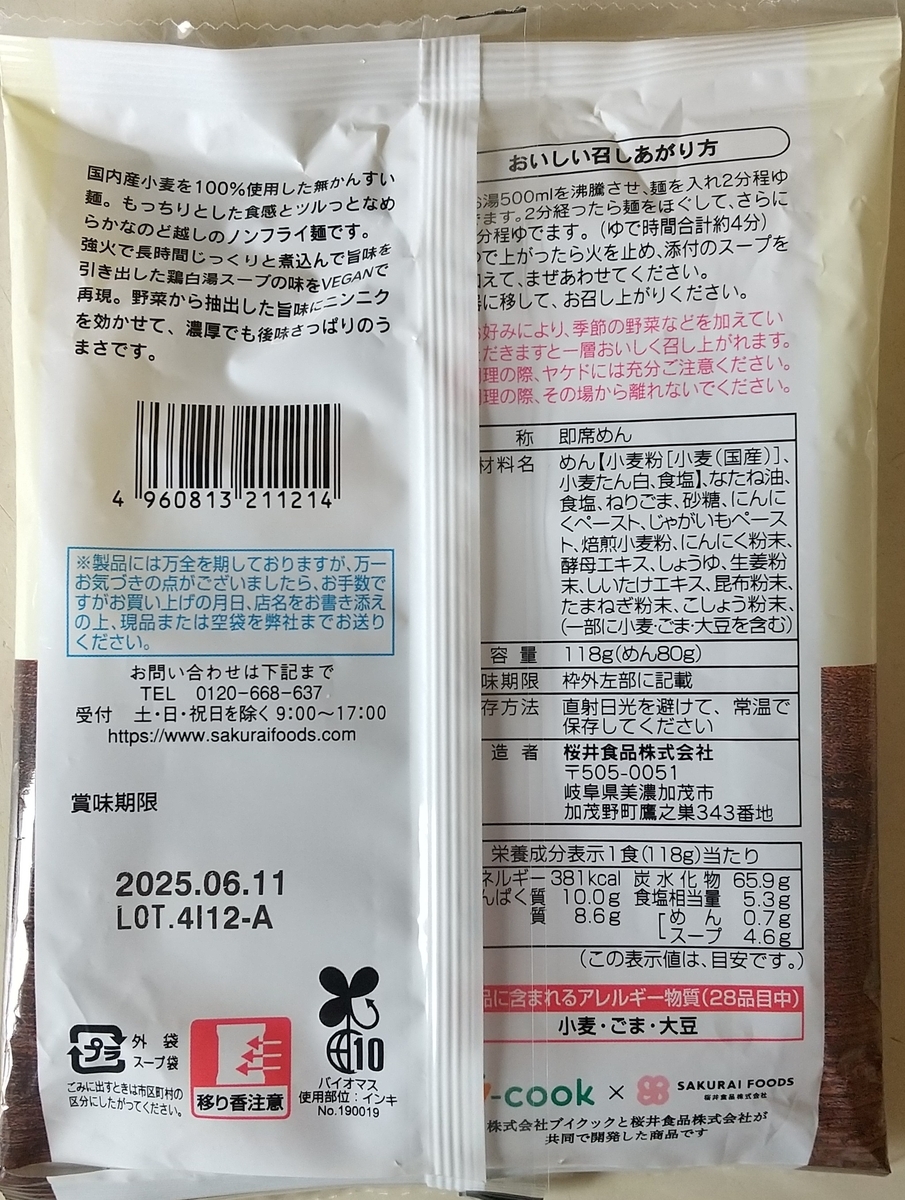 国内産小麦を100%使用した無かんすい
麺。もっちりとした食感とツルっとなめ
らかなのど越しのノンフライ麺です。
強火で長時間じっくりと煮込んで旨味を
引き出した鶏白湯スープの味をVEGANで
再現。野菜から抽出した旨味にニンニク
を効かせて、濃厚でも後味さっぱりのう
まさです。
4 960813 211214
※製品には万全を期しておりますが、万一
お気づきの点がございましたら、お手数で
すがお買い上げの月日、店名をお書き添え
の上、現品または空袋を弊社までお送り
ください。
お問い合わせは下記まで
TEL 0120-668-637
受付 土・日・祝日を除く 9:00~17:00
https://www.sakuraifoods.com
賞味期限
2025.06.11
LOT.4I12-A
プラ
外 袋
スープ袋
ごみに出すときは市区町村の
区分にしたがってください。
移り香注意
10
バイオマス
使用部位:インキ
No.190019
おいしい召しあがり方
湯500mlを沸騰させ、麺を入れ2分程ゆ
ます。2分経ったら麺をほぐして、さらに
分程ゆでます。(ゆで時間合計約4分)
で上がったら火を止め、添付のスープを
えて、まぜあわせてください。
に移して、お召し上がりください。
好みにより、季節の野菜などを加えてい
だきますと一層おいしく召し上がれます。
理の際、ヤケドには充分ご注意ください。
理の際、その場から離れないでください。
称 即席めん
材料名 めん【小麦粉[小麦(国産)]、
小麦たん白、食塩】、なたね油、
食塩、ねりごま、砂糖、にんに
くペースト、じゃがいもペース
ト、焙煎小麦粉、にんにく粉末、
酵母エキス、しょうゆ、生姜粉
末、しいたけエキス、昆布粉末、
たまねぎ粉末、こしょう粉末、
(一部に小麦・ごま・大豆を含む)
容量 118g(めん80g)
味期限 枠外左部に記載
存方法 直射日光を避けて、常温で
保存してください
造者 桜井食品株式会社
〒505-0051
岐阜県美濃加茂市
加茂野町鷹之巣343番地
栄養成分表示1食(118g)当たり
ネルギー 381kcal 炭水化物 65.9g
んぱく質 10.0g 食塩相当量 5.3g
質 8.6g めん 0.7g
スープ 4.6g
(この表示値は、目安です。)
品に含まれるアレルギー物質(28品目中)
小麦・ごま・大豆
-cook × SAKURAI FOODS
桜井食品株式会社
株式会社ブイクックと桜井食品株式会社が
共同で開発した商品です